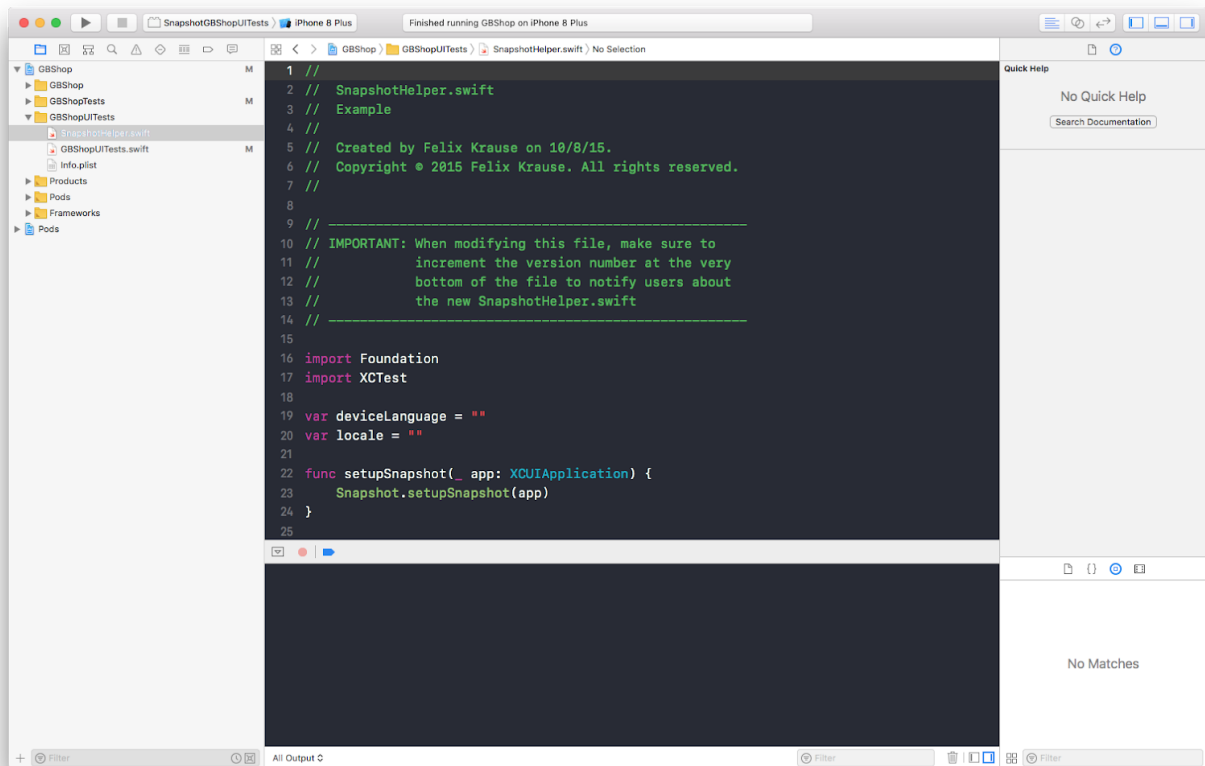 SnapshotGBShopUITests iPhone 8 Plus
Finished running GBShop on iPhone 8 Plus
GBShop GBShopUITests SnapshotHelper.swift No Selection
GBShop M
GBShop
GBShopTests M
GBShopUITests
SnapshotHelper.swift
GBShopUITests.swift M
Info.plist
Products
Pods
Frameworks
Pods
1 //
2 //  SnapshotHelper.swift
3 //  Example
4 //
5 //  Created by Felix Krause on 10/8/15.
6 //  Copyright © 2015 Felix Krause. All rights reserved.
7 //
8
9 // -----------------------------------------------------
10 // IMPORTANT: When modifying this file, make sure to
11 //            increment the version number at the very
12 //            bottom of the file to notify users about
13 //            the new SnapshotHelper.swift
14 // -----------------------------------------------------
15
16 import Foundation
17 import XCTest
18
19 var deviceLanguage = ""
20 var locale = ""
21
22 func setupSnapshot(_ app: XCUIApplication) {
23     Snapshot.setupSnapshot(app)
24 }
25
Quick Help
No Quick Help
Search Documentation
{}
No Matches
Filter
All Output
Filter
Filter